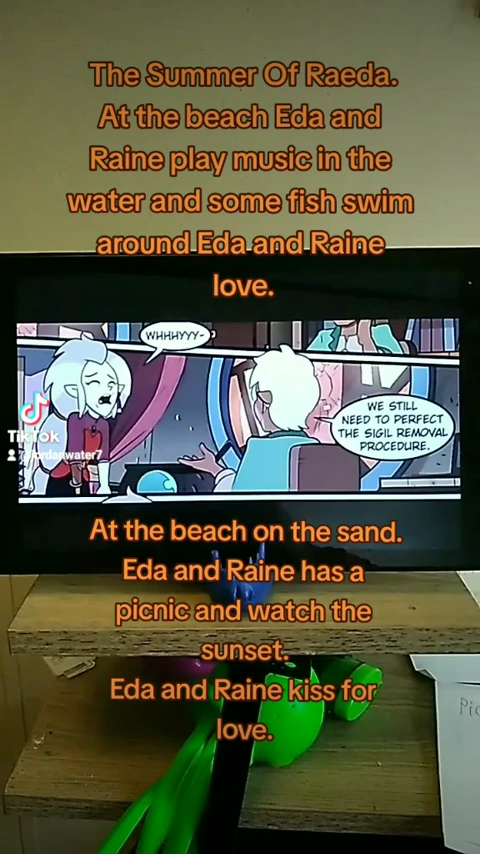 The Summer Of Raeda.
At the beach Eda and
Raine play music in the
water and some fish swim
around Eda and Raine
love.
WHHHYYY-
WE STILL
NEED TO PERFECT
THE SIGIL REMOVAL
PROCEDURE.
TikTok
@jordanwater7
At the beach on the sand.
Eda and Raine has a
picnic and watch the
sunset.
Eda and Raine kiss for
love.